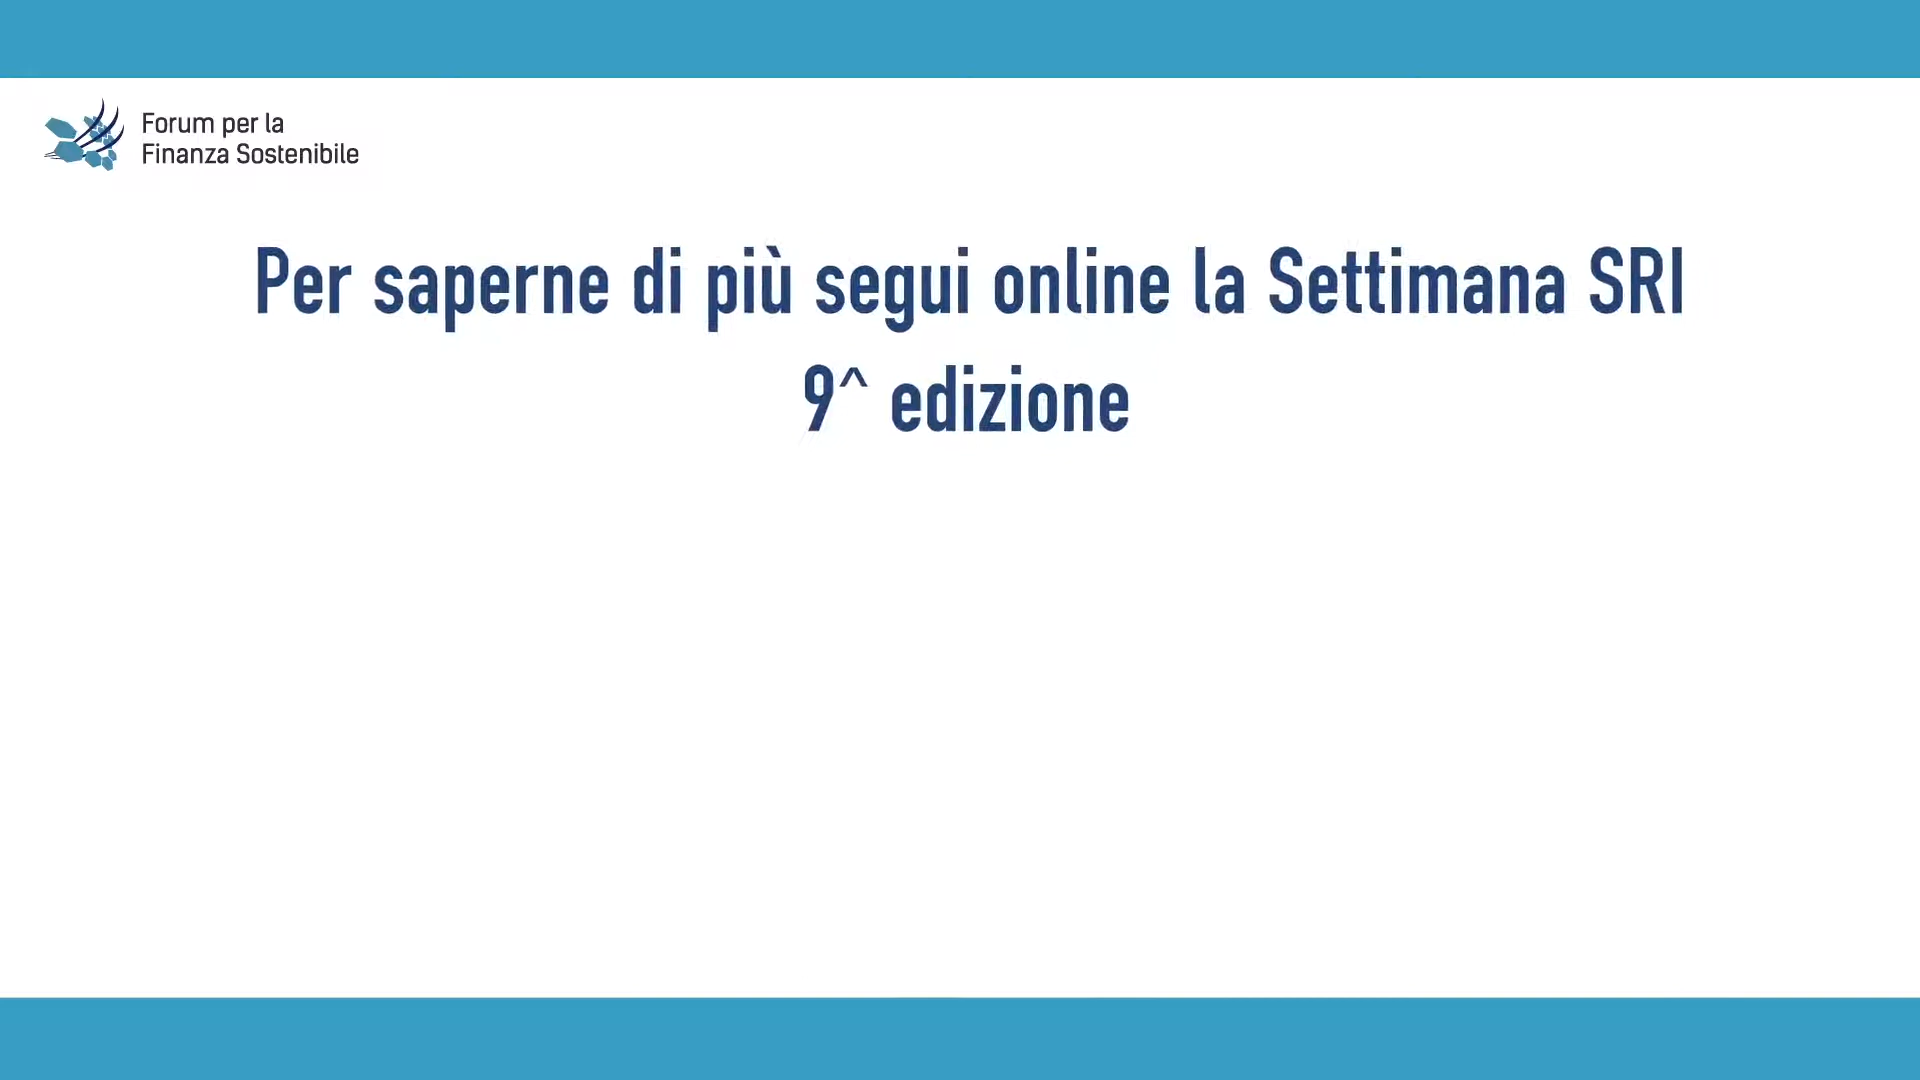 Forum per la
Finanza Sostenibile
Per saperne di più segui online la Settimana SRI
9^ edizione